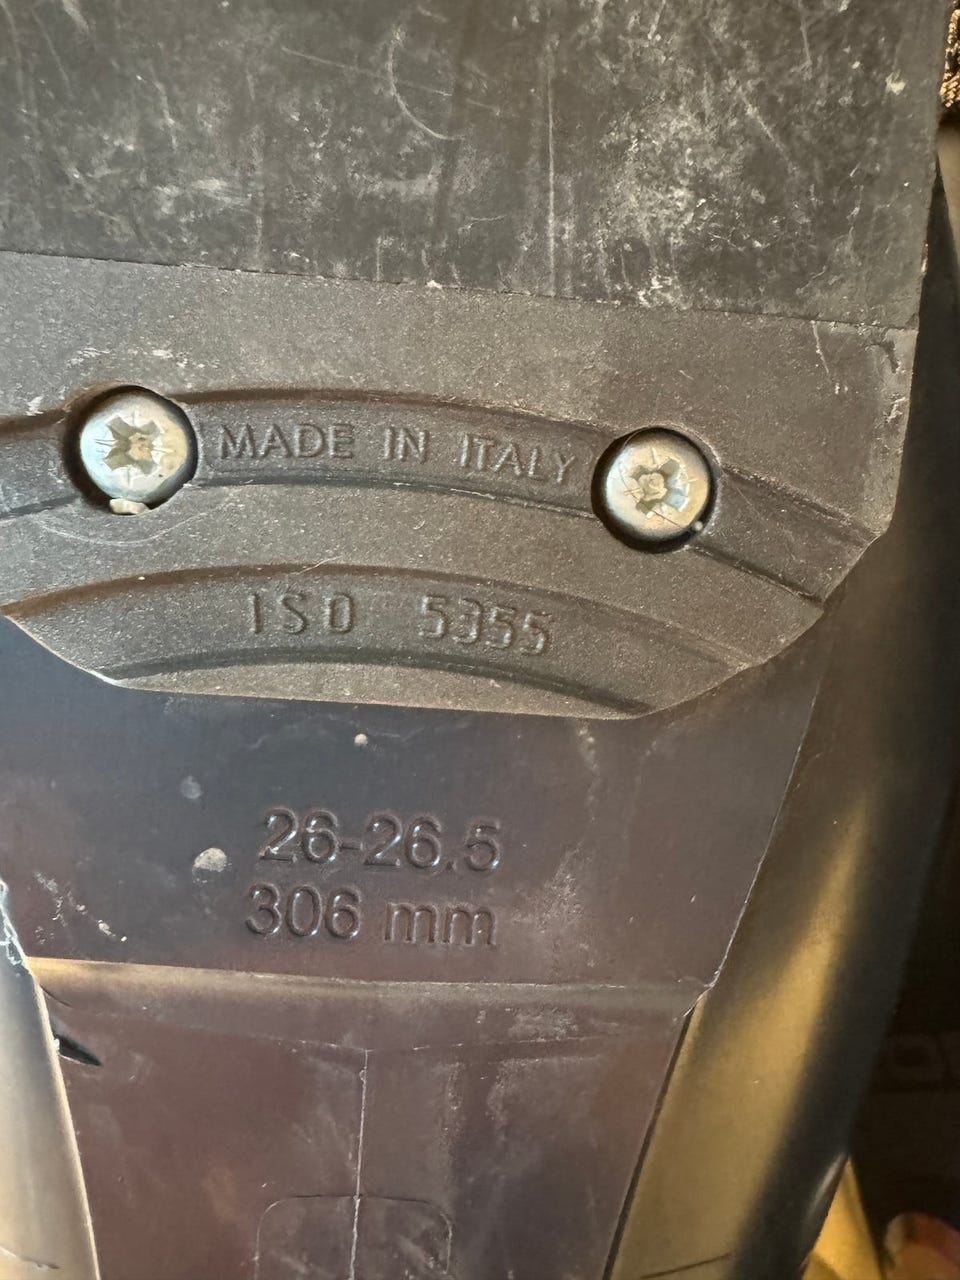 MADE IN ITALY
ISO 5355
26-26.5
306 mm